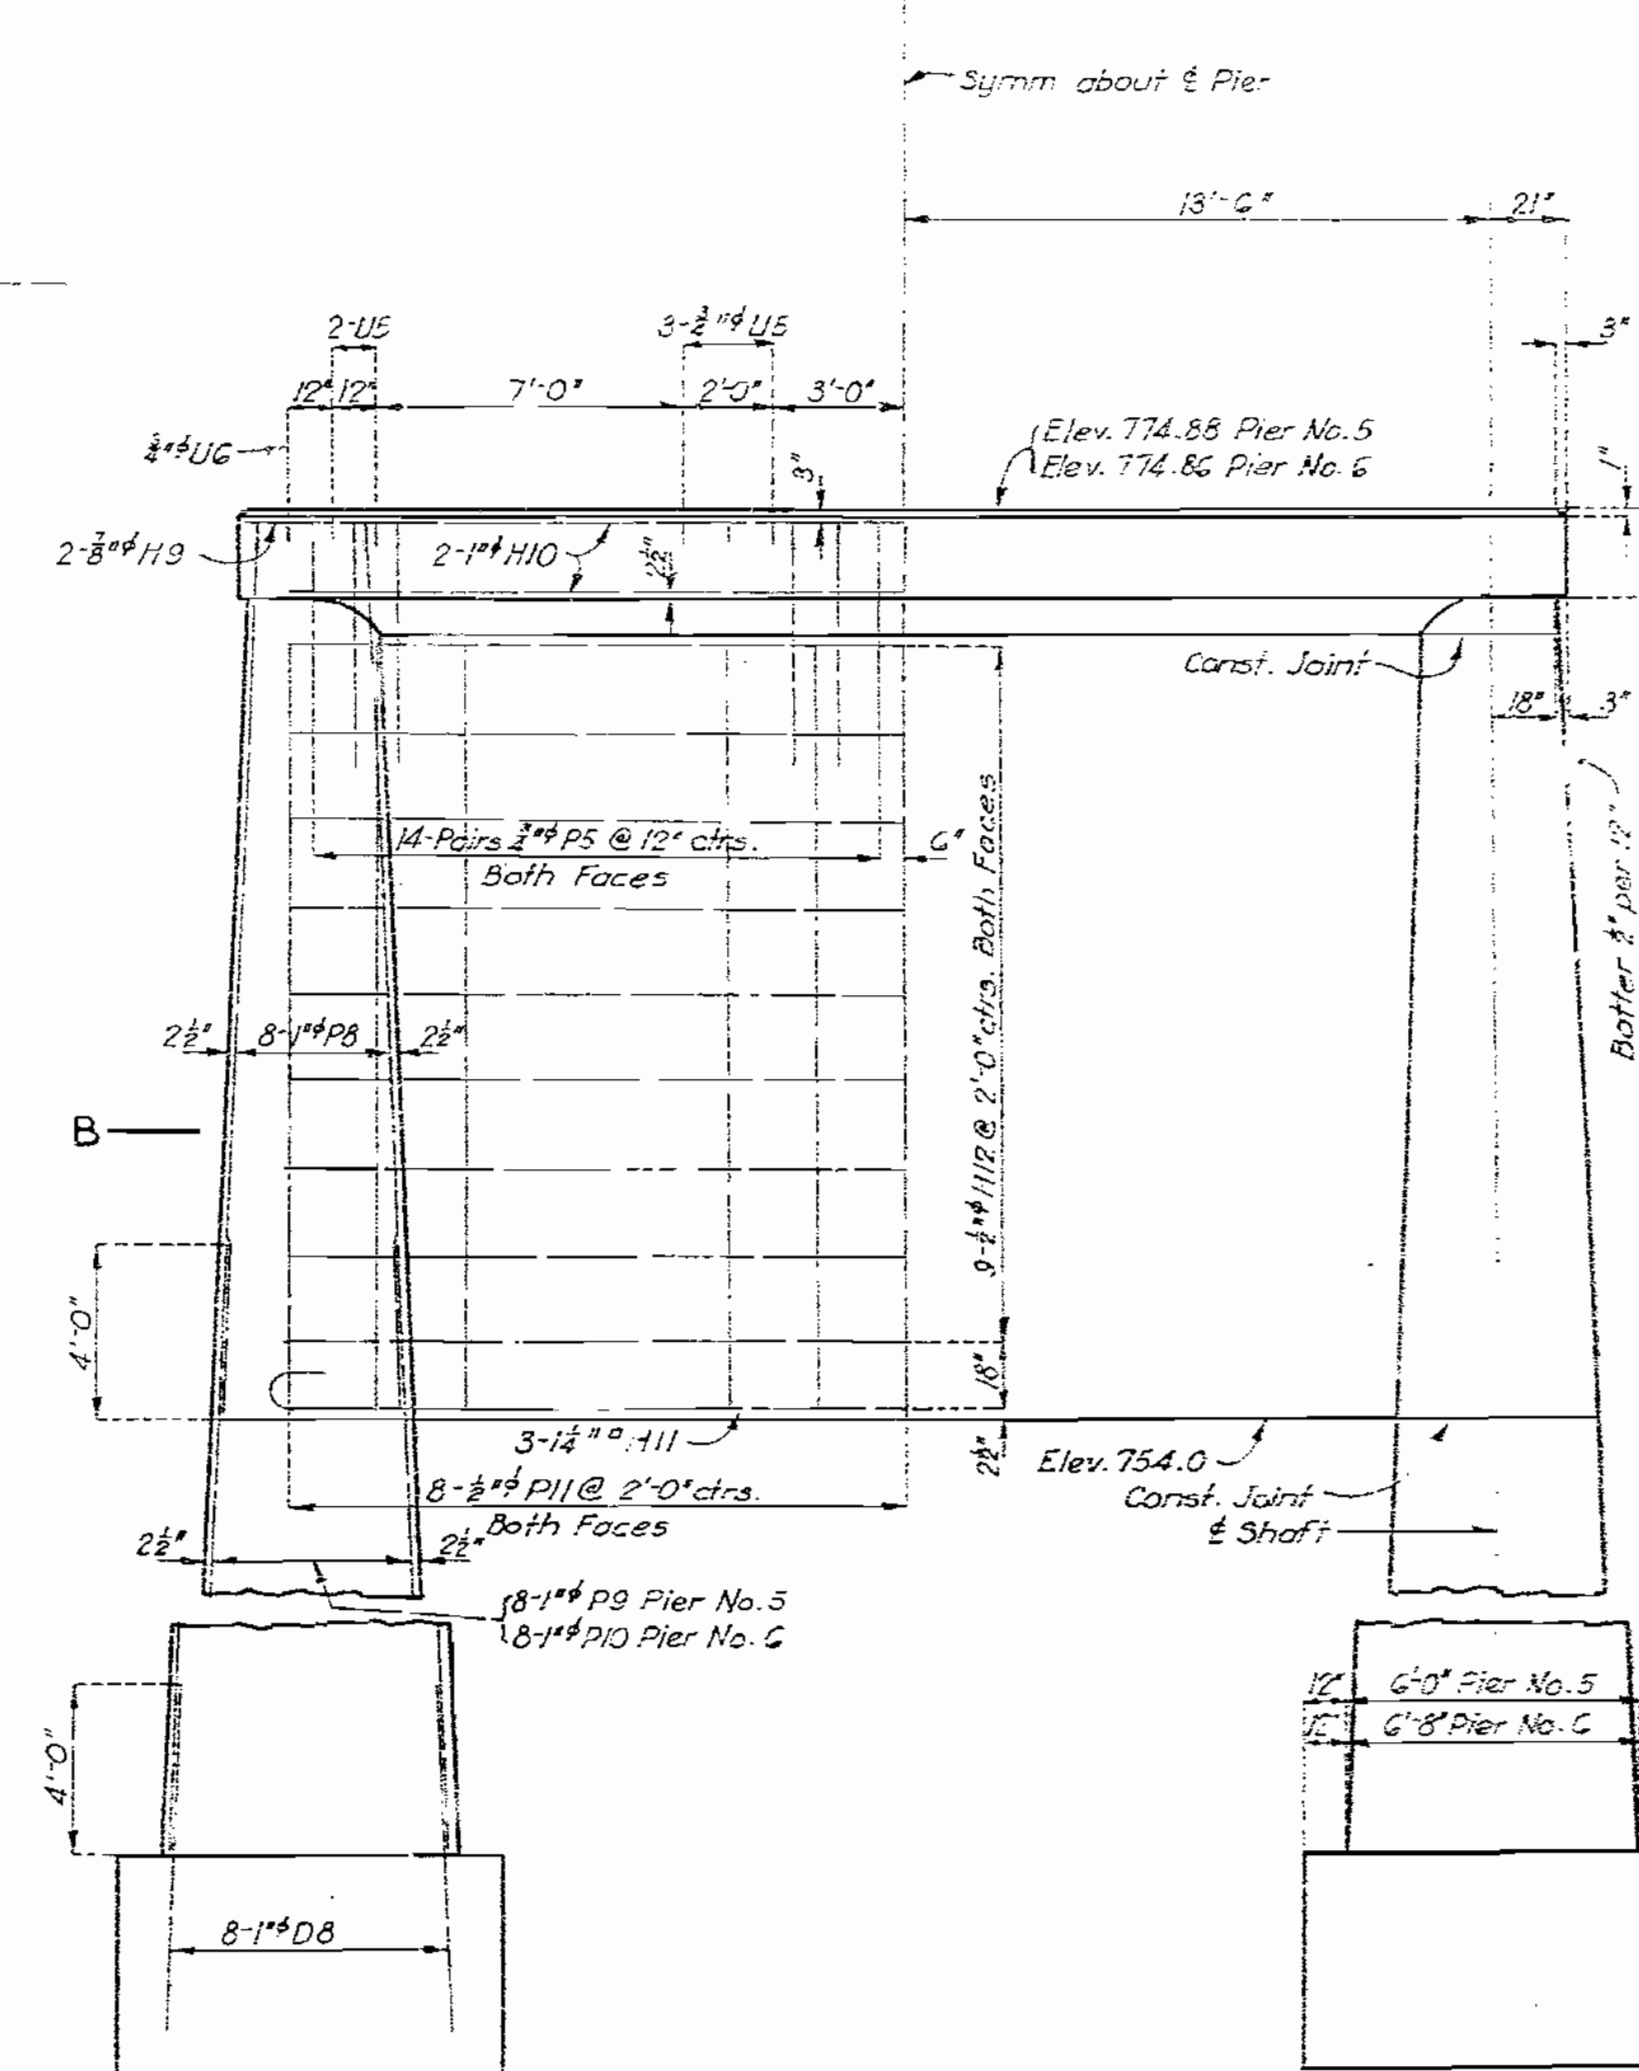 Symm about ℄ Pier
13'-6"
21"
2-U5
3-¾"ϕ U5
3"
12"
12"
7'-0"
2'-0"
3'-0"
¾"ϕ U6
3"
Elev. 774.88 Pier No. 5
Elev. 774.86 Pier No. 6
1"
2-⅞"ϕ H9
2-1"ϕ H10
2½"
Const. Joint
18"
3"
Batter ½" per 12"
14-Pairs ¾"ϕ P5 @ 12" ctrs.
Both Faces
6"
9-½"ϕ H12 @ 2'-0" ctrs. Both Faces
2½"
8-1"ϕ P8
2½"
B
4'-0"
18"
3-1¼"▫ H11
2½"
Elev. 754.0
8-½"ϕ P11 @ 2'-0" ctrs.
Both Faces
Const. Joint
℄ Shaft
2½"
2½"
8-1"ϕ P9 Pier No. 5
8-1"ϕ P10 Pier No. 6
12"
6'-0" Pier No. 5
12"
6'-8" Pier No. 6
4'-0"
8-1"ϕ D8